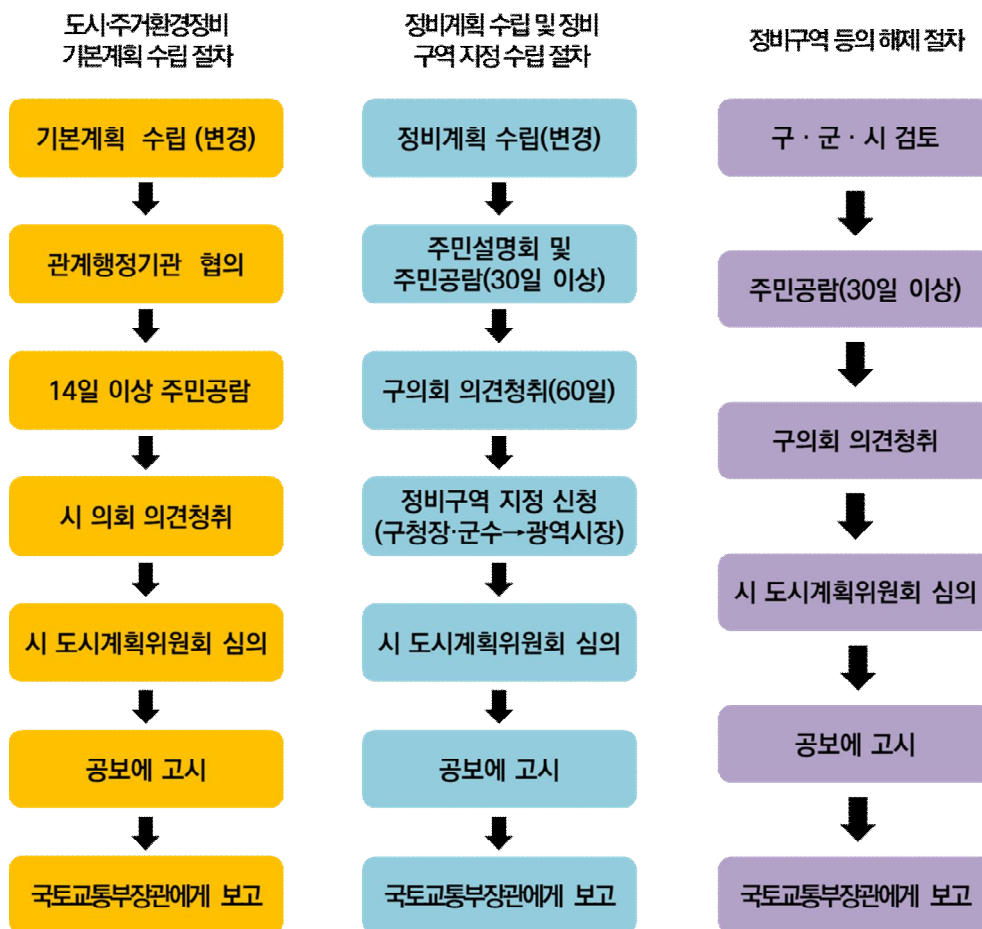 도시·주거환경정비
기본계획 수립 절차
기본계획 수립 (변경)
관계행정기관 협의
14일 이상 주민공람
시 의회 의견청취
시 도시계획위원회 심의
공보에 고시
국토교통부장관에게 보고
정비계획 수립 및 정비
구역 지정 수립 절차
정비계획 수립(변경)
주민설명회 및
주민공람(30일 이상)
구의회 의견청취(60일)
정비구역 지정 신청
(구청장·군수→광역시장)
시 도시계획위원회 심의
공보에 고시
국토교통부장관에게 보고
정비구역 등의 해제 절차
구 · 군 · 시 검토
주민공람(30일 이상)
구의회 의견청취
시 도시계획위원회 심의
공보에 고시
국토교통부장관에게 보고